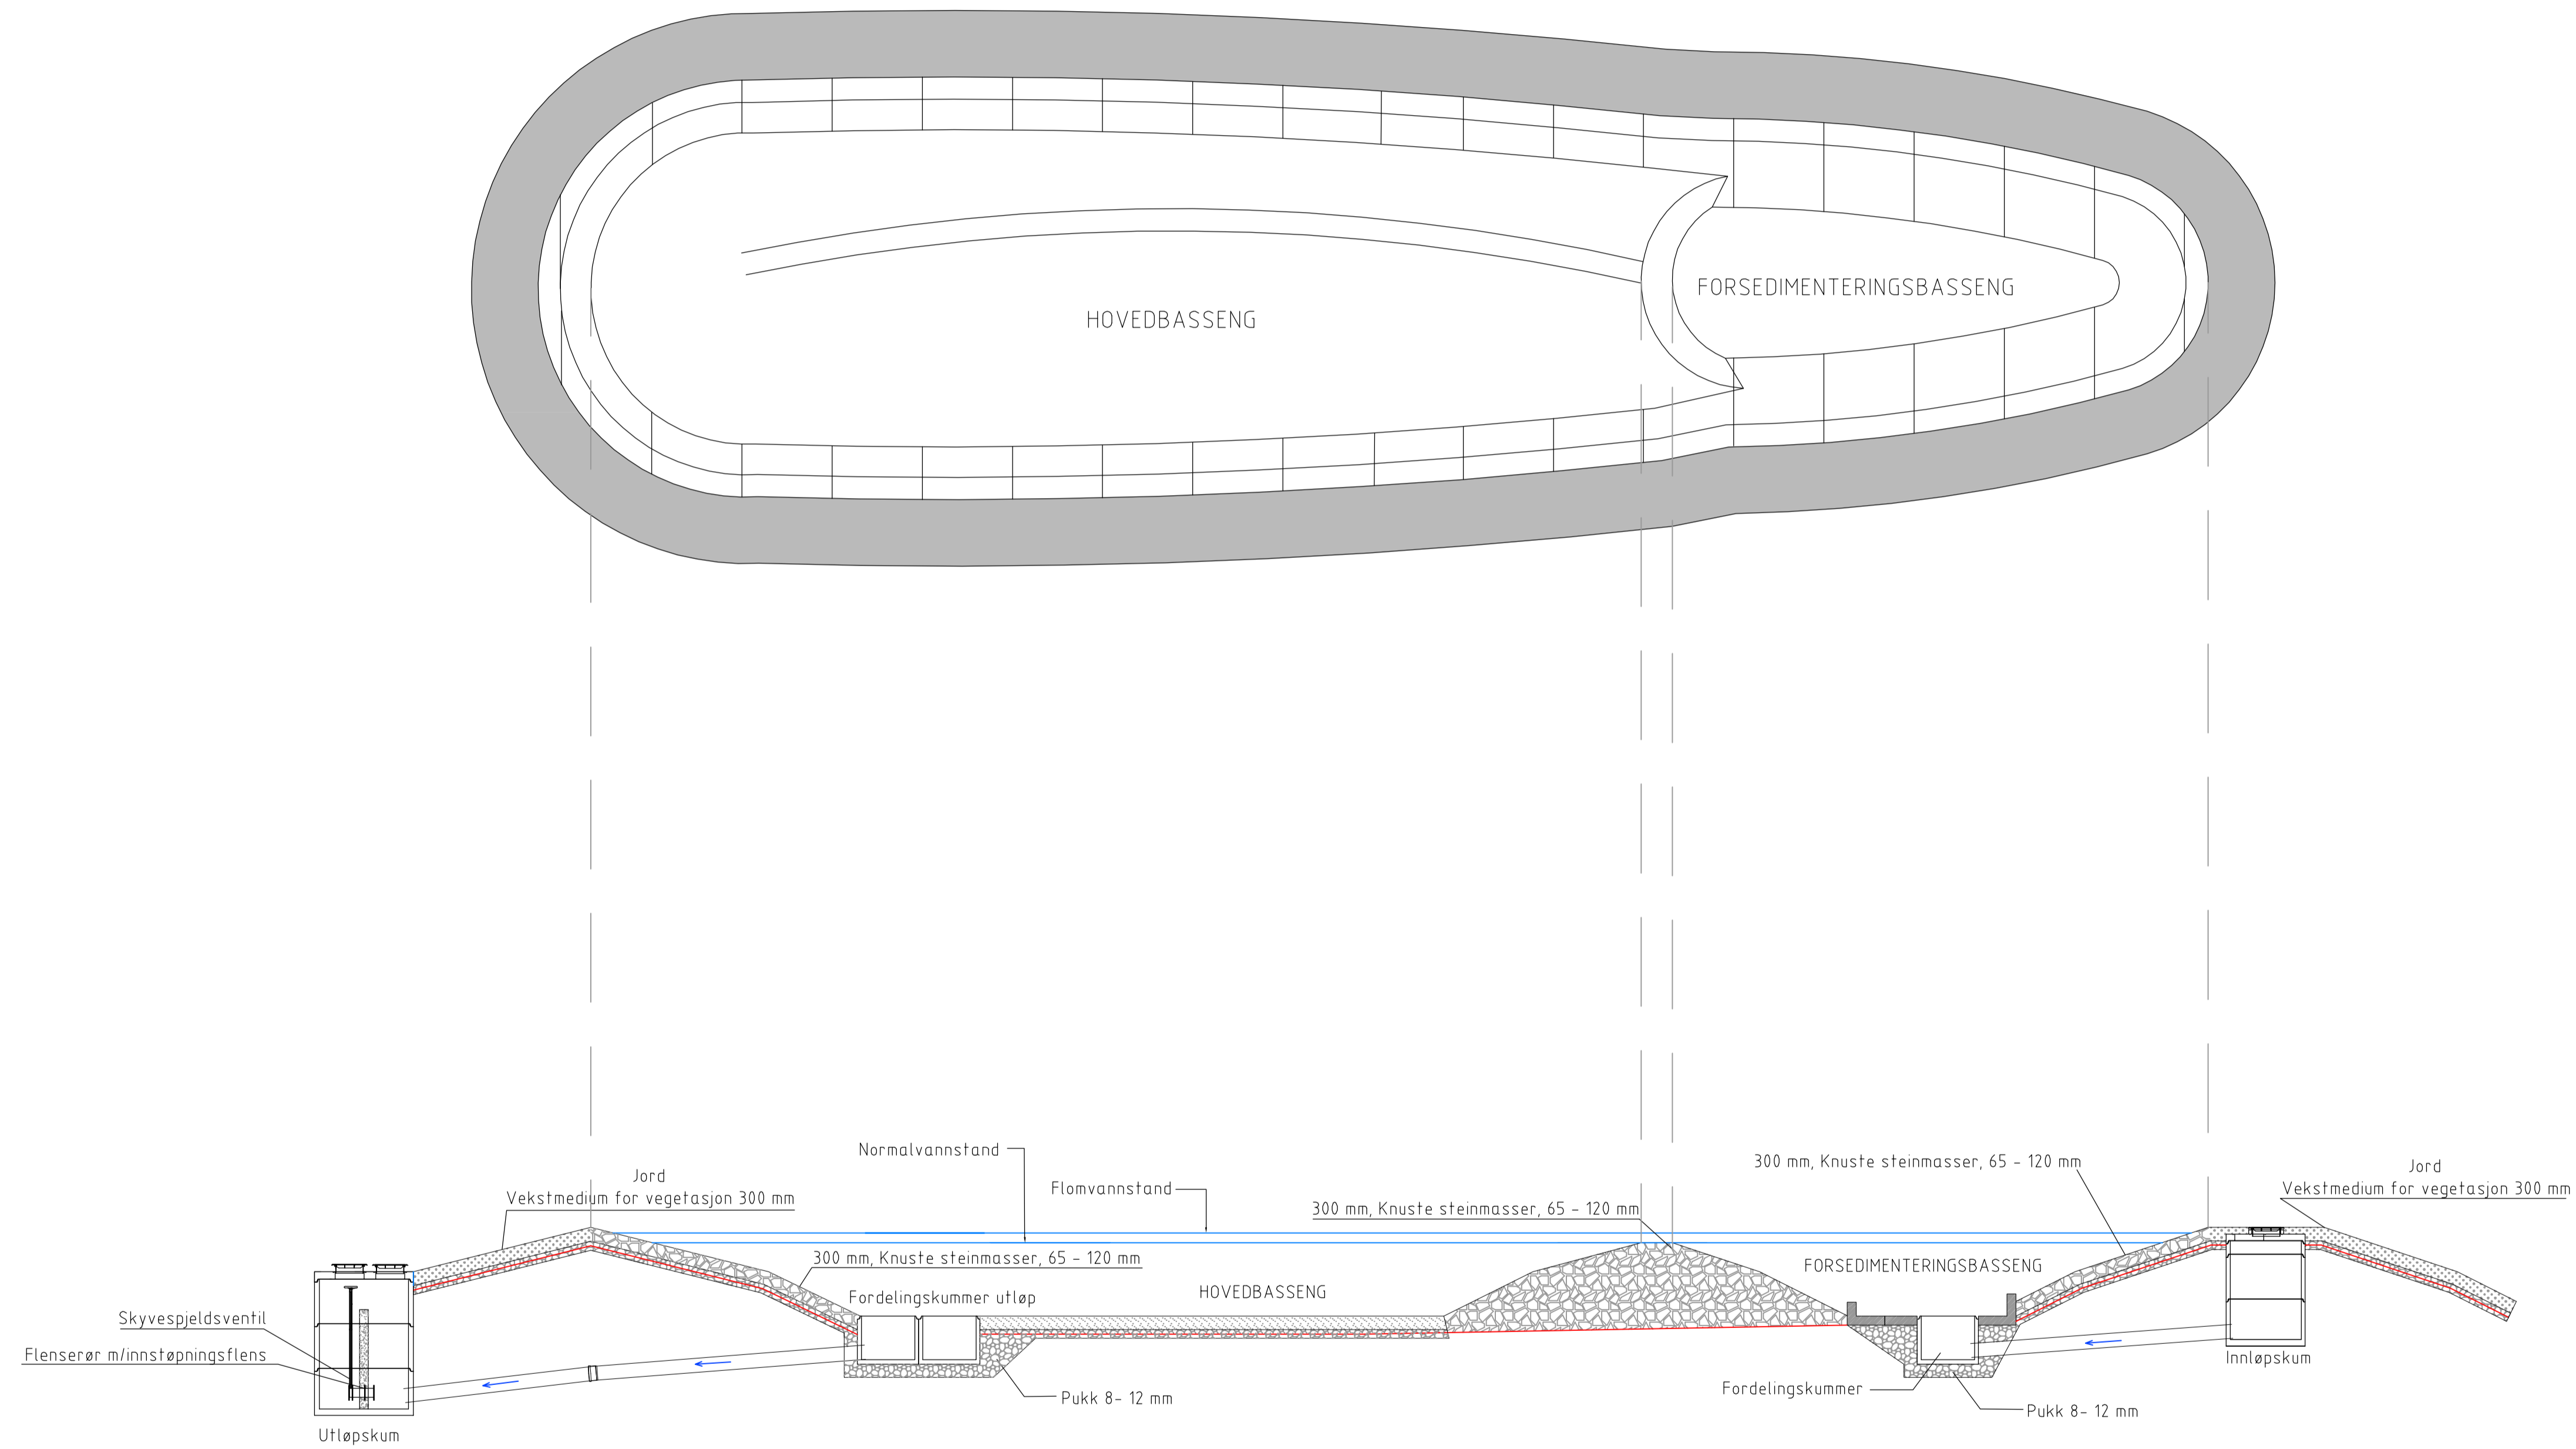 FORSEDIMENTERINGSBASSENG
HOVEDBASSENG
Normalvannstand
Flomvannstand
Jord
Vekstmedium for vegetasjon 300 mm
300 mm, Knuste steinmasser, 65 - 120 mm
300 mm, Knuste steinmasser, 65 - 120 mm
Jord
Vekstmedium for vegetasjon 300 mm
300 mm, Knuste steinmasser, 65 - 120 mm
FORSEDIMENTERINGSBASSENG
HOVEDBASSENG
Fordelingskummer utløp
Skyvespjeldsventil
Flenserør m/innstøpningsflens
Innløpskum
Fordelingskummer
Pukk 8- 12 mm
Pukk 8- 12 mm
Utløpskum